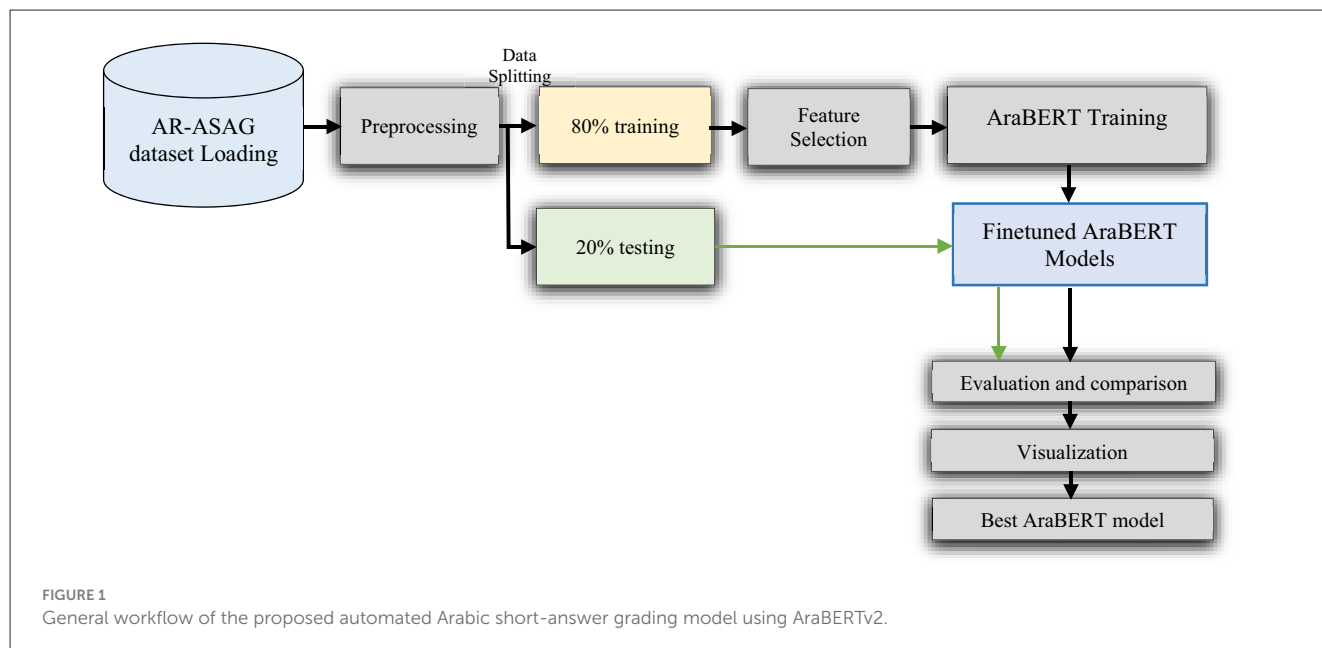 AR-ASAG
dataset Loading
Preprocessing
Data
Splitting
80% training
Feature
Selection
AraBERT Training
20% testing
Finetuned AraBERT
Models
Evaluation and comparison
Visualization
Best AraBERT model
FIGURE 1
General workflow of the proposed automated Arabic short-answer grading model using AraBERTv2.